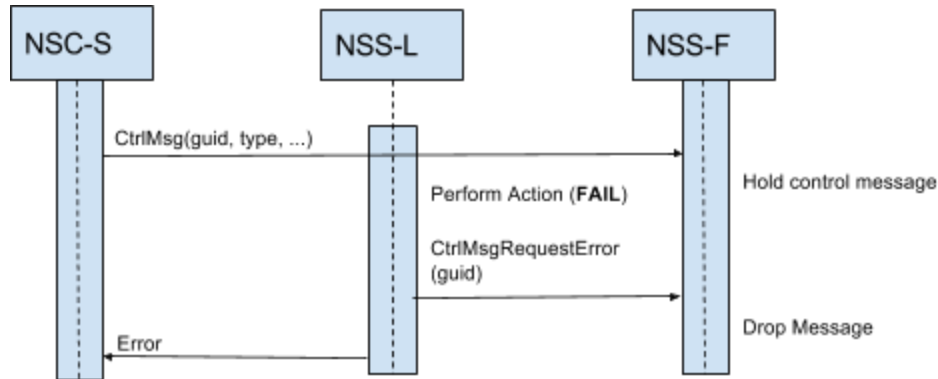 NSC-S
NSS-L
NSS-F
CtrlMsg(guid, type, ...)
Hold control message
Perform Action (FAIL)
CtrlMsgRequestError
(guid)
Drop Message
Error